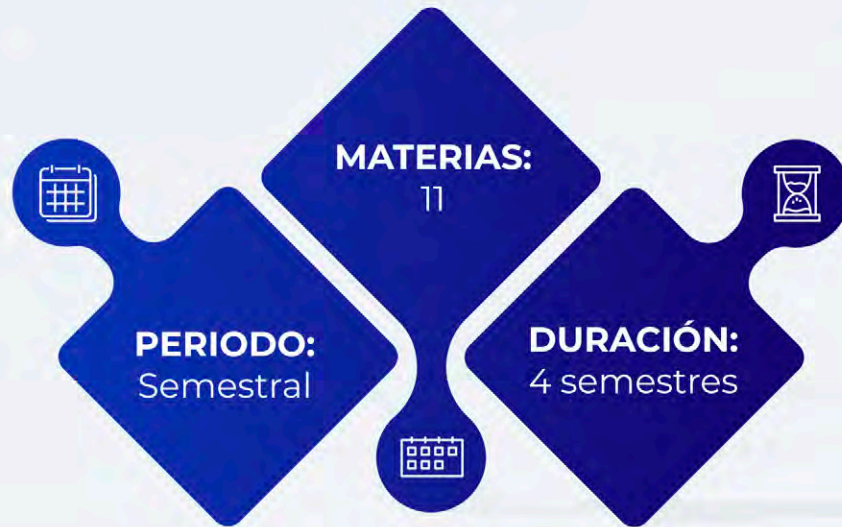 MATERIAS:
11
PERIODO:
Semestral
DURACIÓN:
4 semestres